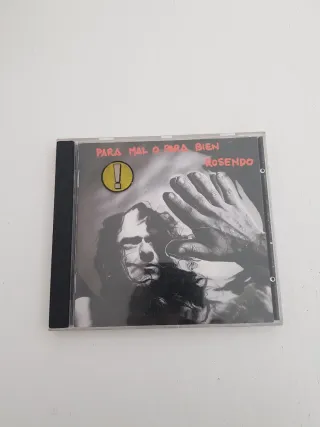 PARA MAL O PARA BIEN
ROSENDO
!